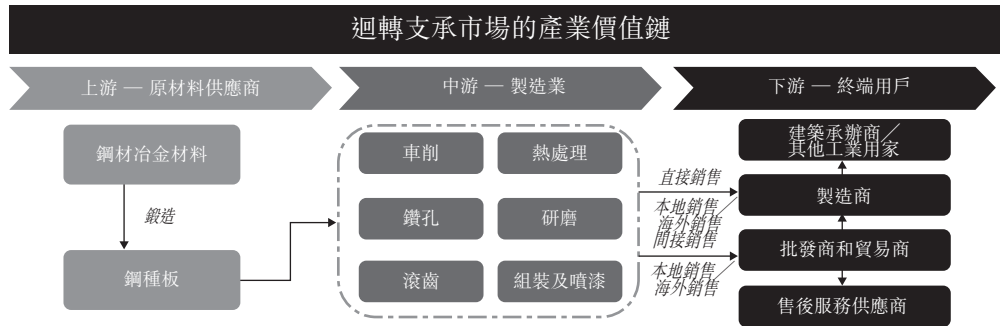 迴轉支承市場的產業價值鏈
上游 — 原材料供應商
中游 — 製造業
下游 — 終端用戶
鋼材冶金材料
鍛造
鋼種板
車削
熱處理
鑽孔
研磨
滾齒
組裝及噴漆
直接銷售
本地銷售
海外銷售
間接銷售
本地銷售
海外銷售
建築承辦商／
其他工業用家
製造商
批發商和貿易商
售後服務供應商